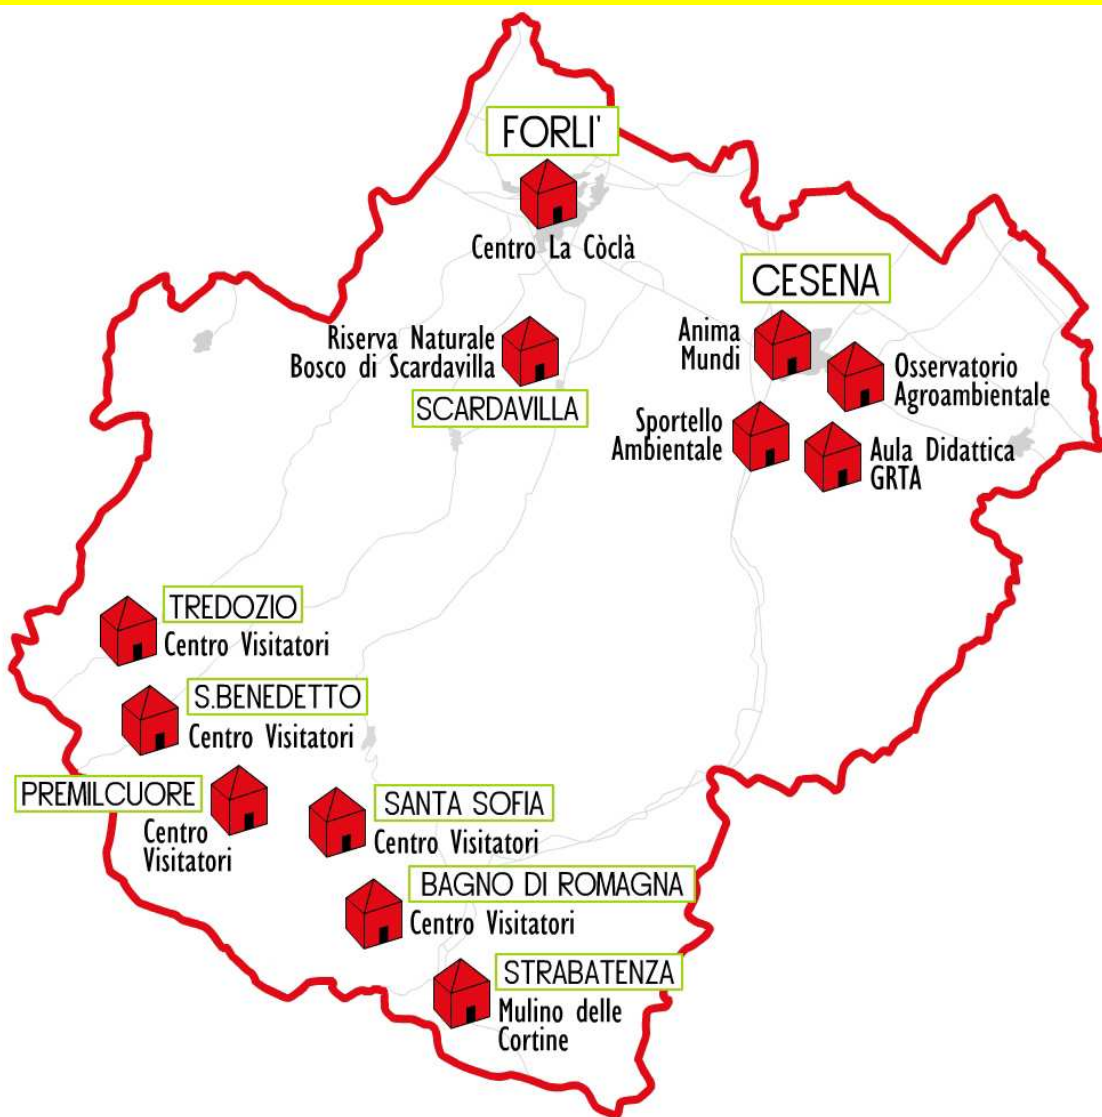 FORLI'
Centro La Còclà
CESENA
Anima
Mundi
Osservatorio
Agroambientale
Riserva Naturale
Bosco di Scardavilla
SCARDAVILLA
Sportello
Ambientale
Aula Didattica
GRTA
TREDOZIO
Centro Visitatori
S.BENEDETTO
Centro Visitatori
PREMILCUORE
Centro
Visitatori
SANTA SOFIA
Centro Visitatori
BAGNO DI ROMAGNA
Centro Visitatori
STRABATENZA
Mulino delle
Cortine